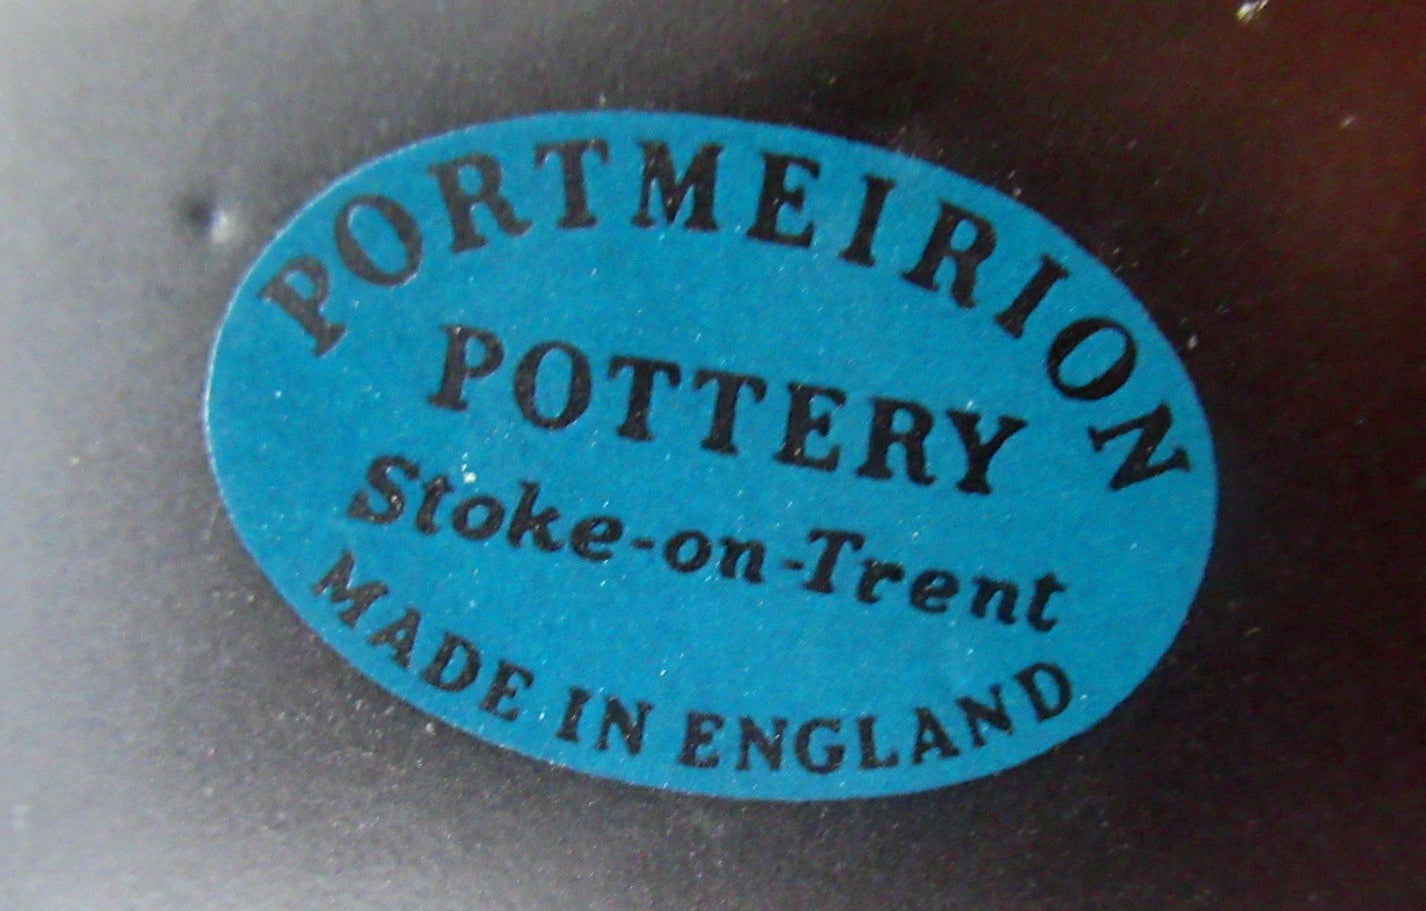 PORTMEIRION
POTTERY
Stoke-on-Trent
MADE IN ENGLAND